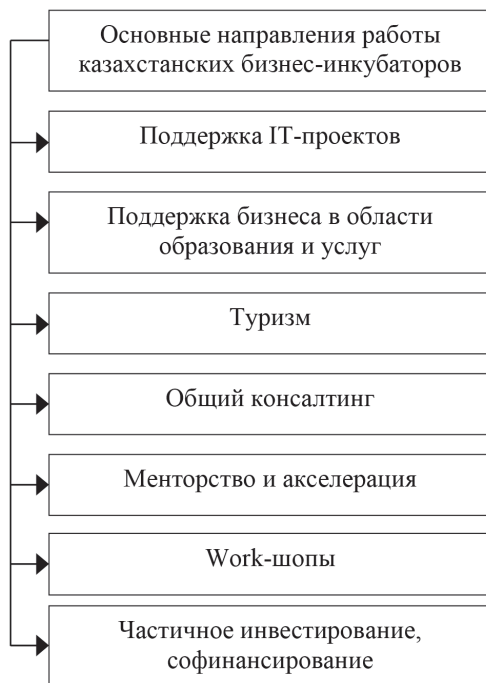 Основные направления работы
казахстанских бизнес-инкубаторов
Поддержка IT-проектов
Поддержка бизнеса в области
образования и услуг
Туризм
Общий консалтинг
Менторство и акселерация
Work-шопы
Частичное инвестирование,
софинансирование